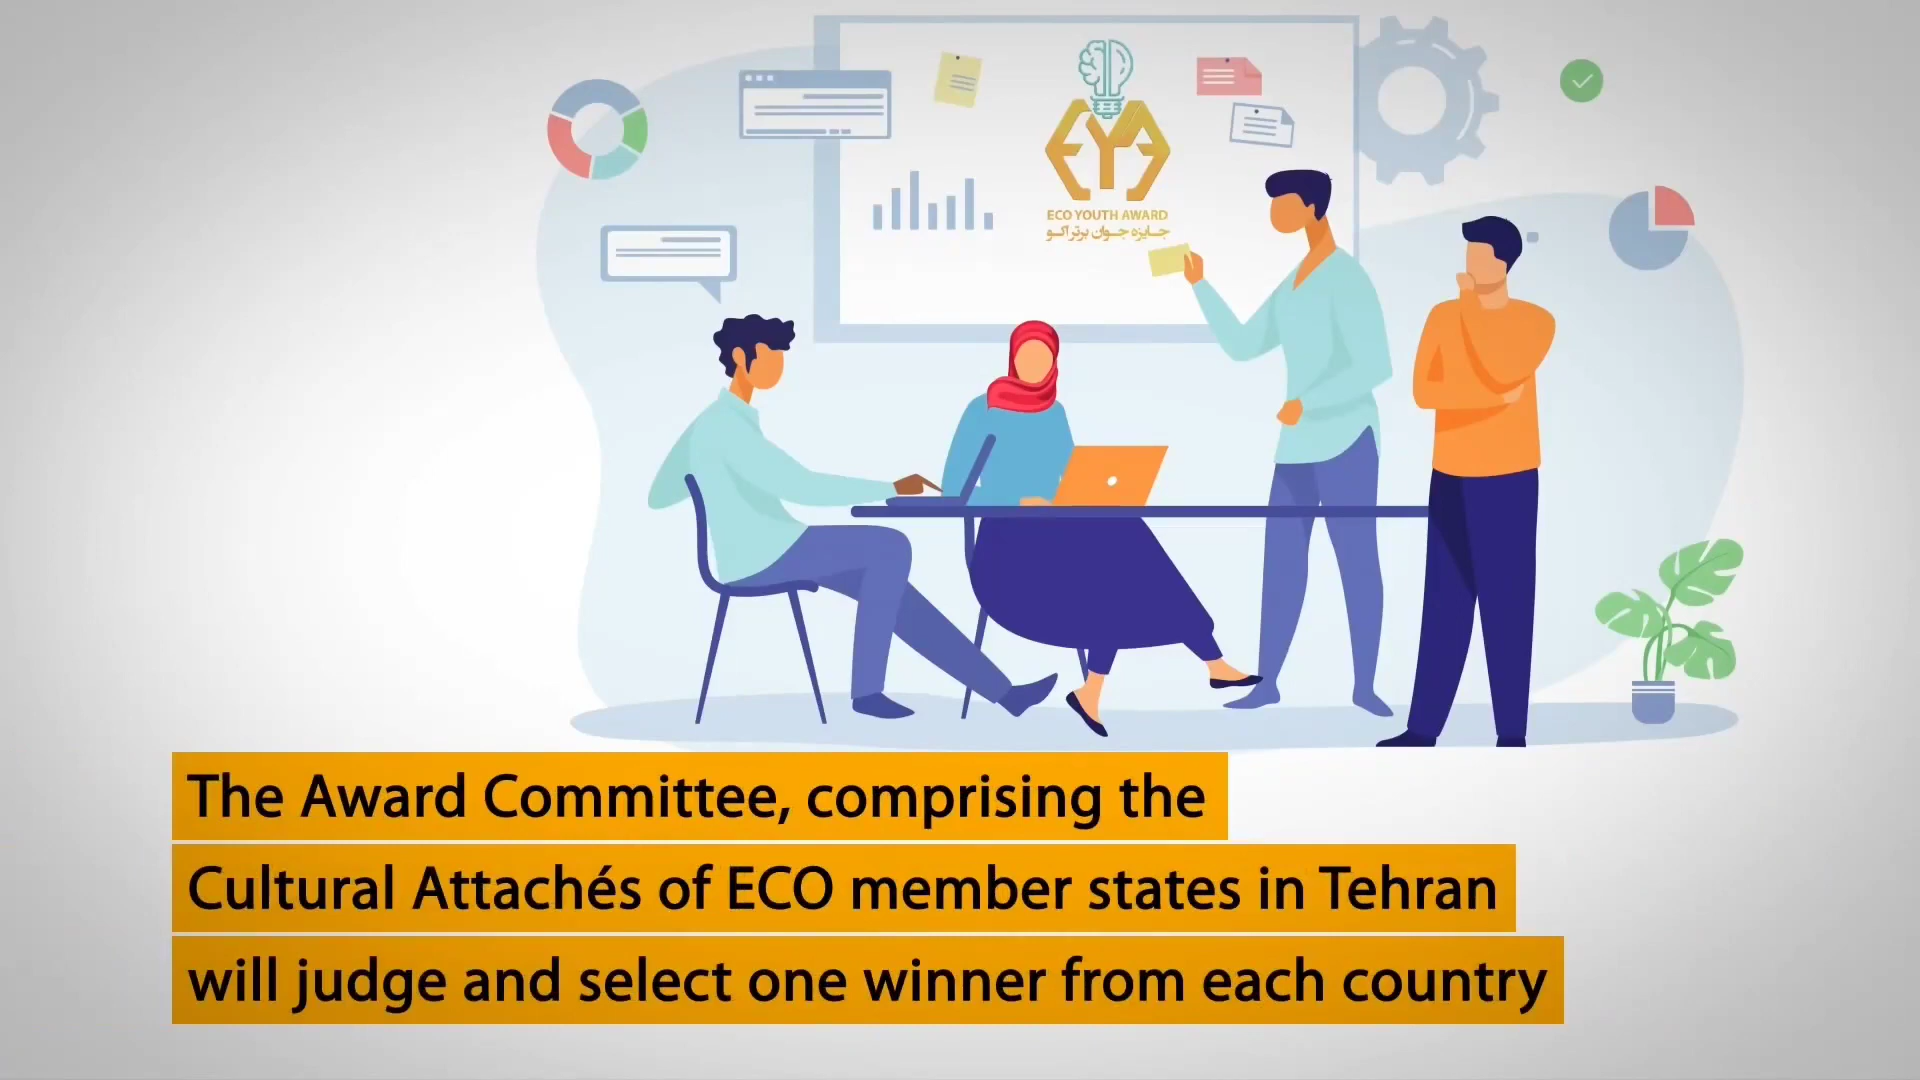 ECO YOUTH AWARD
جایزه جوان برتر اکو
The Award Committee, comprising the
Cultural Attachés of ECO member states in Tehran
will judge and select one winner from each country